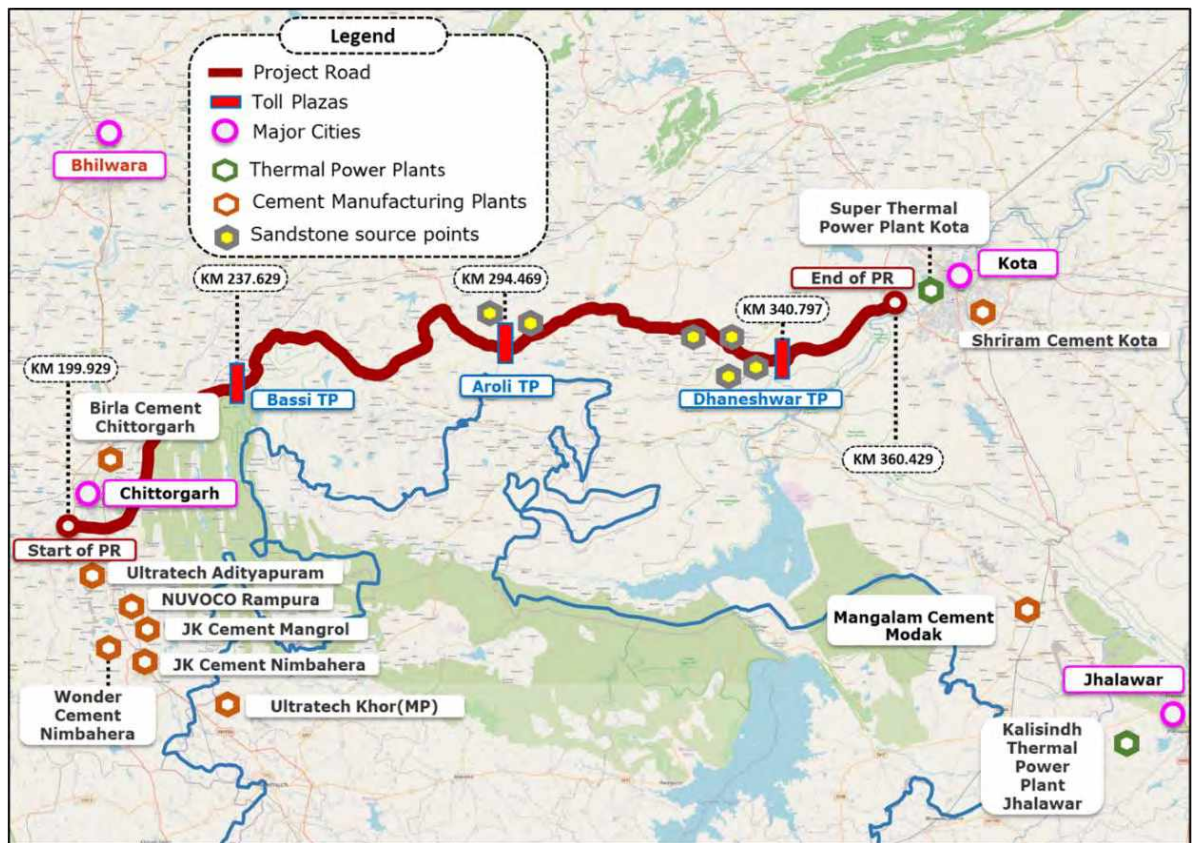 Legend
Project Road
Toll Plazas
Major Cities
Thermal Power Plants
Cement Manufacturing Plants
Sandstone source points
Bhilwara
Super Thermal
Power Plant Kota
KM 237.629
KM 294.469
End of PR
Kota
KM 340.797
Shriram Cement Kota
KM 199.929
Aroli TP
Bassi TP
Dhaneshwar TP
Birla Cement
Chittorgarh
KM 360.429
Chittorgarh
Start of PR
Ultratech Adityapuram
NUVOCO Rampura
JK Cement Mangrol
JK Cement Nimbahera
Mangalam Cement
Modak
Wonder
Cement
Nimbahera
Ultratech Khor(MP)
Jhalawar
Kalisindh
Thermal
Power
Plant
Jhalawar